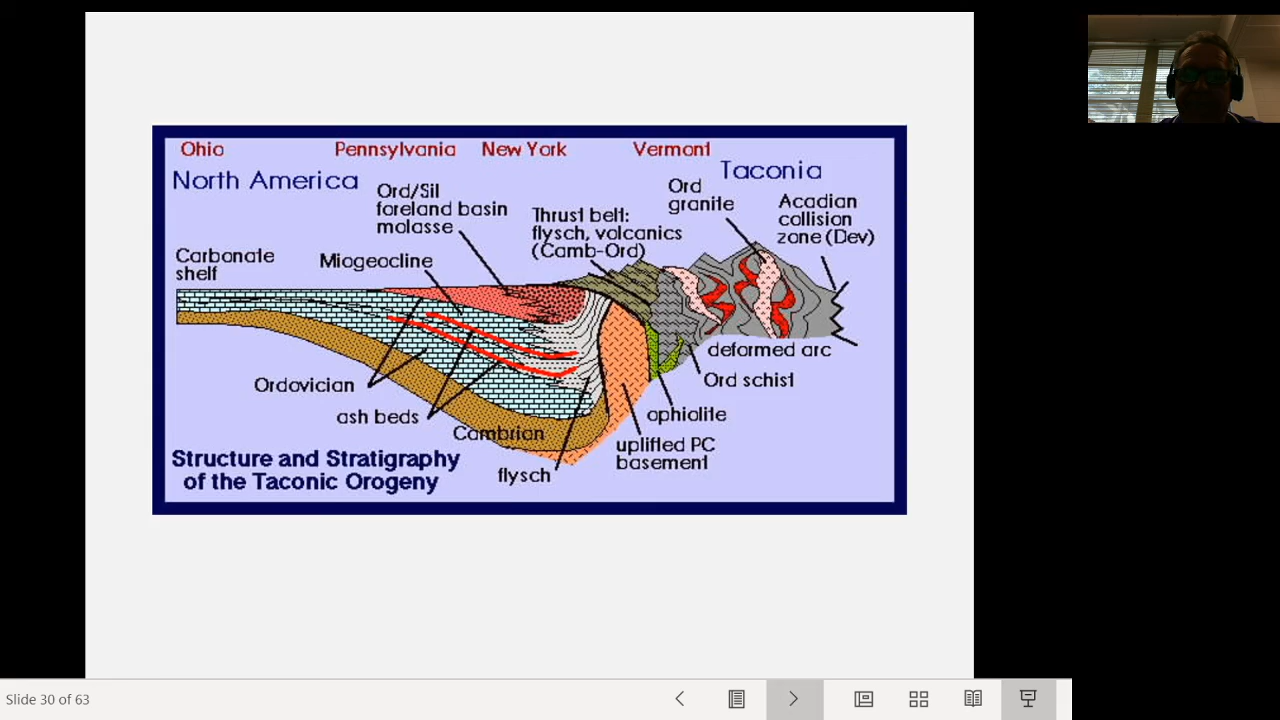 Ohio
Pennsylvania
New York
Vermont
North America
Taconia
Ord/Sil
foreland basin
molasse
Ord
granite
Thrust belt:
flysch, volcanics
(Camb-Ord)
Acadian
collision
zone (Dev)
Carbonate
shelf
Miogeocline
deformed arc
Ord schist
Ordovician
ash beds
ophiolite
Cambrian
uplifted PC
basement
flysch
Structure and Stratigraphy
of the Taconic Orogeny
Slide 30 of 63